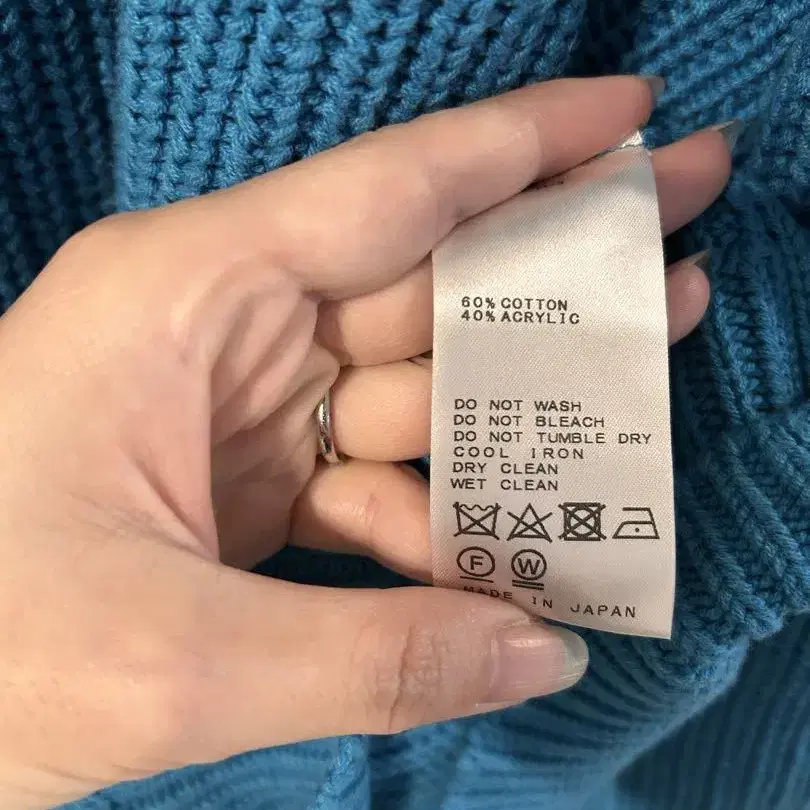 60% COTTON
40% ACRYLIC
DO NOT WASH
DO NOT BLEACH
DO NOT TUMBLE DRY
COOL IRON
DRY CLEAN
WET CLEAN
F W
MADE IN JAPAN